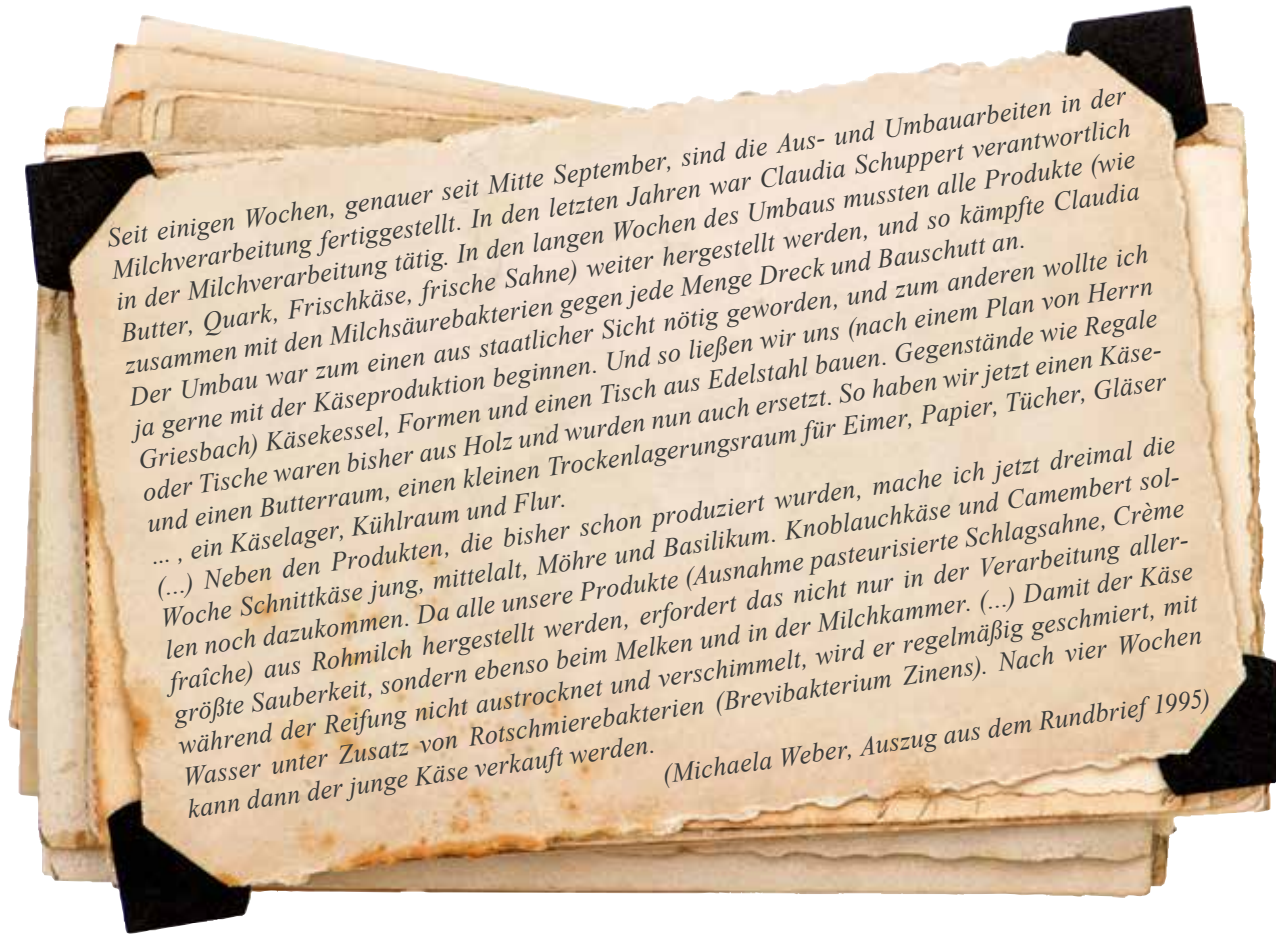 Seit einigen Wochen, genauer seit Mitte September, sind die Aus- und Umbauarbeiten in der
Milchverarbeitung fertiggestellt. In den letzten Jahren war Claudia Schuppert verantwortlich
in der Milchverarbeitung tätig. In den langen Wochen des Umbaus mussten alle Produkte (wie
Butter, Quark, Frischkäse, frische Sahne) weiter hergestellt werden, und so kämpfte Claudia
zusammen mit den Milchsäurebakterien gegen jede Menge Dreck und Bauschutt an.
Der Umbau war zum einen aus staatlicher Sicht nötig geworden, und zum anderen wollte ich
ja gerne mit der Käseproduktion beginnen. Und so ließen wir uns (nach einem Plan von Herrn
Griesbach) Käsekessel, Formen und einen Tisch aus Edelstahl bauen. Gegenstände wie Regale
oder Tische waren bisher aus Holz und wurden nun auch ersetzt. So haben wir jetzt einen Käse-
und einen Butterraum, einen kleinen Trockenlagerungsraum für Eimer, Papier, Tücher, Gläser
... , ein Käselager, Kühlraum und Flur.
(...) Neben den Produkten, die bisher schon produziert wurden, mache ich jetzt dreimal die
Woche Schnittkäse jung, mittelalt, Möhre und Basilikum. Knoblauchkäse und Camembert sol-
len noch dazukommen. Da alle unsere Produkte (Ausnahme pasteurisierte Schlagsahne, Crème
fraîche) aus Rohmilch hergestellt werden, erfordert das nicht nur in der Verarbeitung aller-
größte Sauberkeit, sondern ebenso beim Melken und in der Milchkammer. (...) Damit der Käse
während der Reifung nicht austrocknet und verschimmelt, wird er regelmäßig geschmiert, mit
Wasser unter Zusatz von Rotschmierebakterien (Brevibakterium Zinens). Nach vier Wochen
kann dann der junge Käse verkauft werden.
(Michaela Weber, Auszug aus dem Rundbrief 1995)